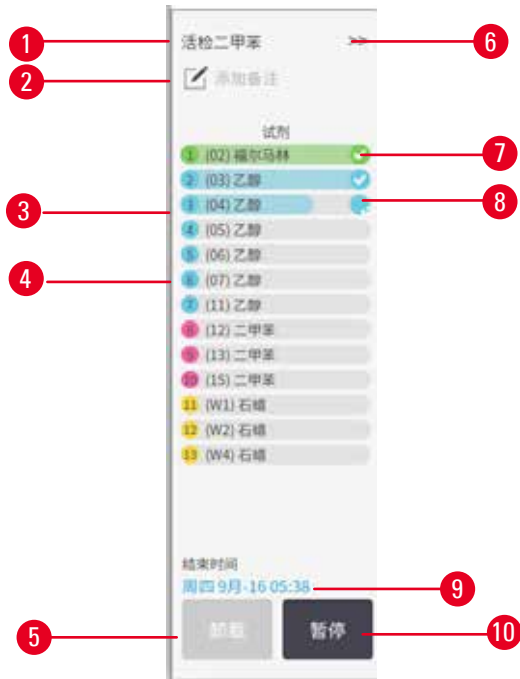 1 活检二甲苯 >> 6
2 添加备注
试剂
1 (02) 福尔马林 7
2 (03) 乙醇
3 3 (04) 乙醇 8
4 (05) 乙醇
5 (06) 乙醇
4 6 (07) 乙醇
7 (11) 乙醇
8 (12) 二甲苯
9 (13) 二甲苯
10 (15) 二甲苯
11 (W1) 石蜡
12 (W2) 石蜡
13 (W4) 石蜡
结束时间
周四 9月-16 05:38 9
5 卸载 暂停 10